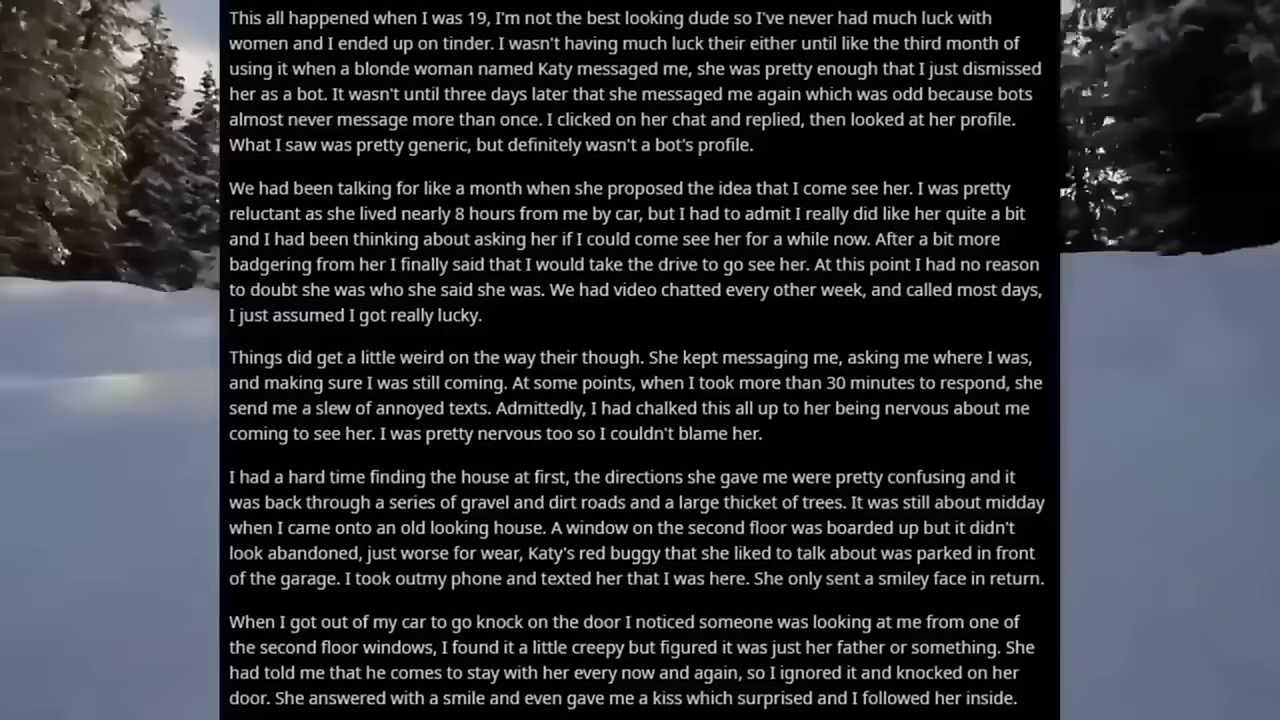 This all happened when I was 19, I'm not the best looking dude so I've never had much luck with
women and I ended up on tinder. I wasn't having much luck their either until like the third month of
using it when a blonde woman named Katy messaged me, she was pretty enough that I just dismissed
her as a bot. It wasn't until three days later that she messaged me again which was odd because bots
almost never message more than once. I clicked on her chat and replied, then looked at her profile.
What I saw was pretty generic, but definitely wasn't a bot's profile.
We had been talking for like a month when she proposed the idea that I come see her. I was pretty
reluctant as she lived nearly 8 hours from me by car, but I had to admit I really did like her quite a bit
and I had been thinking about asking her if I could come see her for a while now. After a bit more
badgering from her I finally said that I would take the drive to go see her. At this point I had no reason
to doubt she was who she said she was. We had video chatted every other week, and called most days,
I just assumed I got really lucky.
Things did get a little weird on the way their though. She kept messaging me, asking me where I was,
and making sure I was still coming. At some points, when I took more than 30 minutes to respond, she
send me a slew of annoyed texts. Admittedly, I had chalked this all up to her being nervous about me
coming to see her. I was pretty nervous too so I couldn't blame her.
I had a hard time finding the house at first, the directions she gave me were pretty confusing and it
was back through a series of gravel and dirt roads and a large thicket of trees. It was still about midday
when I came onto an old looking house. A window on the second floor was boarded up but it didn't
look abandoned, just worse for wear, Katy's red buggy that she liked to talk about was parked in front
of the garage. I took outmy phone and texted her that I was here. She only sent a smiley face in return.
When I got out of my car to go knock on the door I noticed someone was looking at me from one of
the second floor windows, I found it a little creepy but figured it was just her father or something. She
had told me that he comes to stay with her every now and again, so I ignored it and knocked on her
door. She answered with a smile and even gave me a kiss which surprised and I followed her inside.